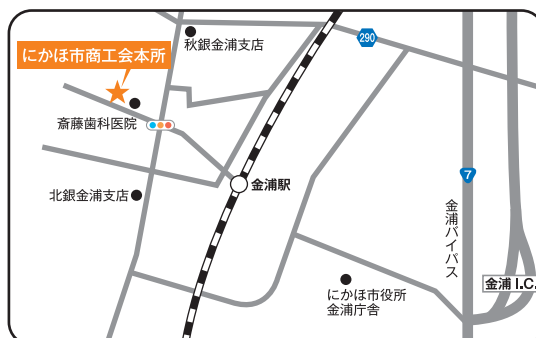 290
秋銀金浦支店
にかほ市商工会本所
斎藤歯科医院
金浦駅
7
北銀金浦支店
金浦バイパス
にかほ市役所
金浦庁舎
金浦 I.C.